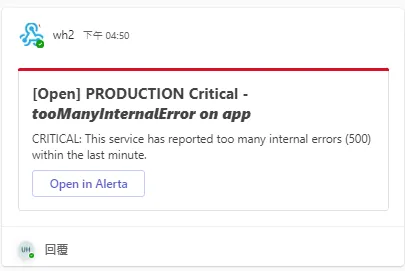 wh2 下午 04:50
[Open] PRODUCTION Critical -
tooManyInternalError on app
CRITICAL: This service has reported too many internal errors (500)
within the last minute.
Open in Alerta
UH 回覆